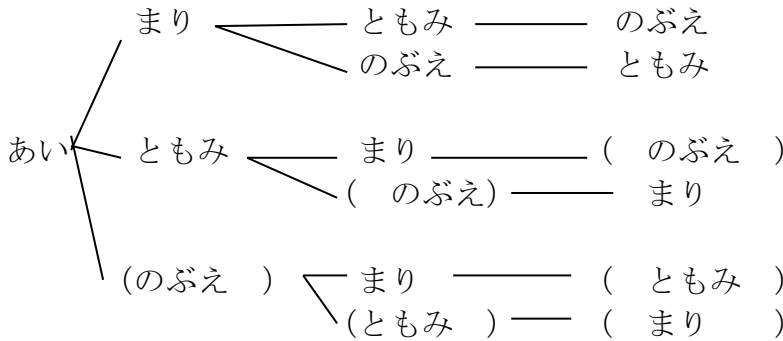 まり ともみ のぶえ
のぶえ ともみ
あい ともみ まり ( のぶえ )
( のぶえ) まり
(のぶえ ) まり ( ともみ )
(ともみ ) ( まり )